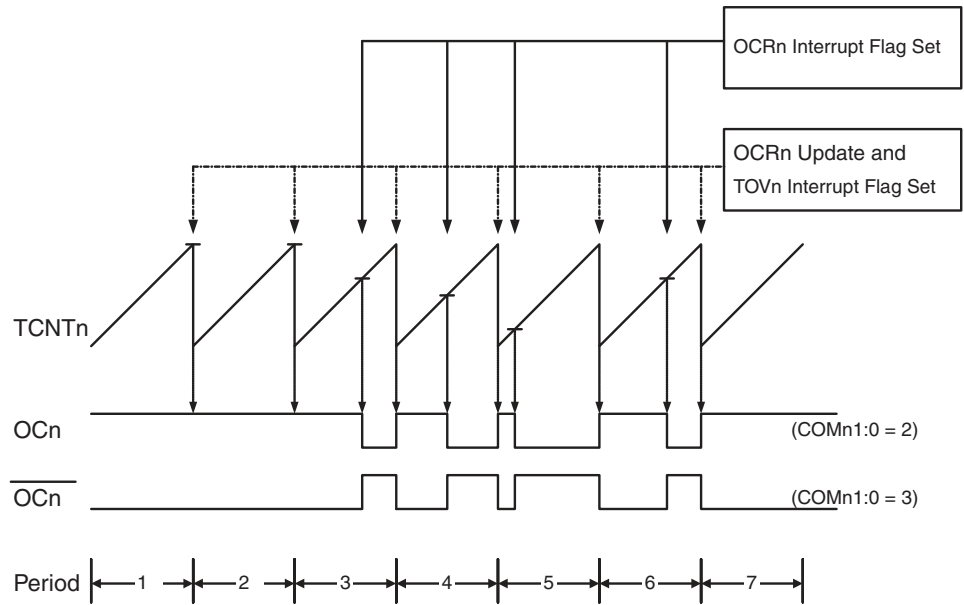 OCRn Interrupt Flag Set
OCRn Update and
TOVn Interrupt Flag Set
TCNTn
OCn
(COMn1:0 = 2)
OCn
(COMn1:0 = 3)
Period
1
2
3
4
5
6
7